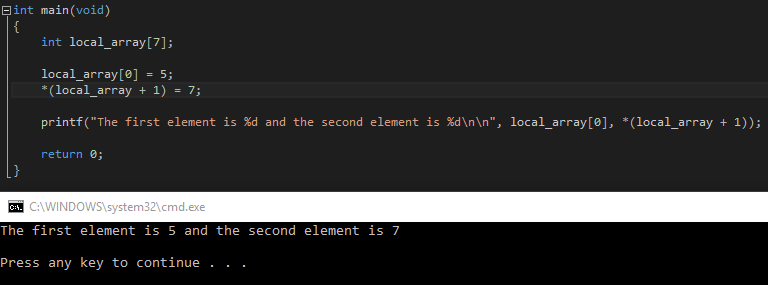 int main(void)
{
    int local_array[7];

    local_array[0] = 5;
    *(local_array + 1) = 7;

    printf("The first element is %d and the second element is %d\n\n", local_array[0], *(local_array + 1));

    return 0;
}
C:\WINDOWS\system32\cmd.exe
The first element is 5 and the second element is 7

Press any key to continue . . .